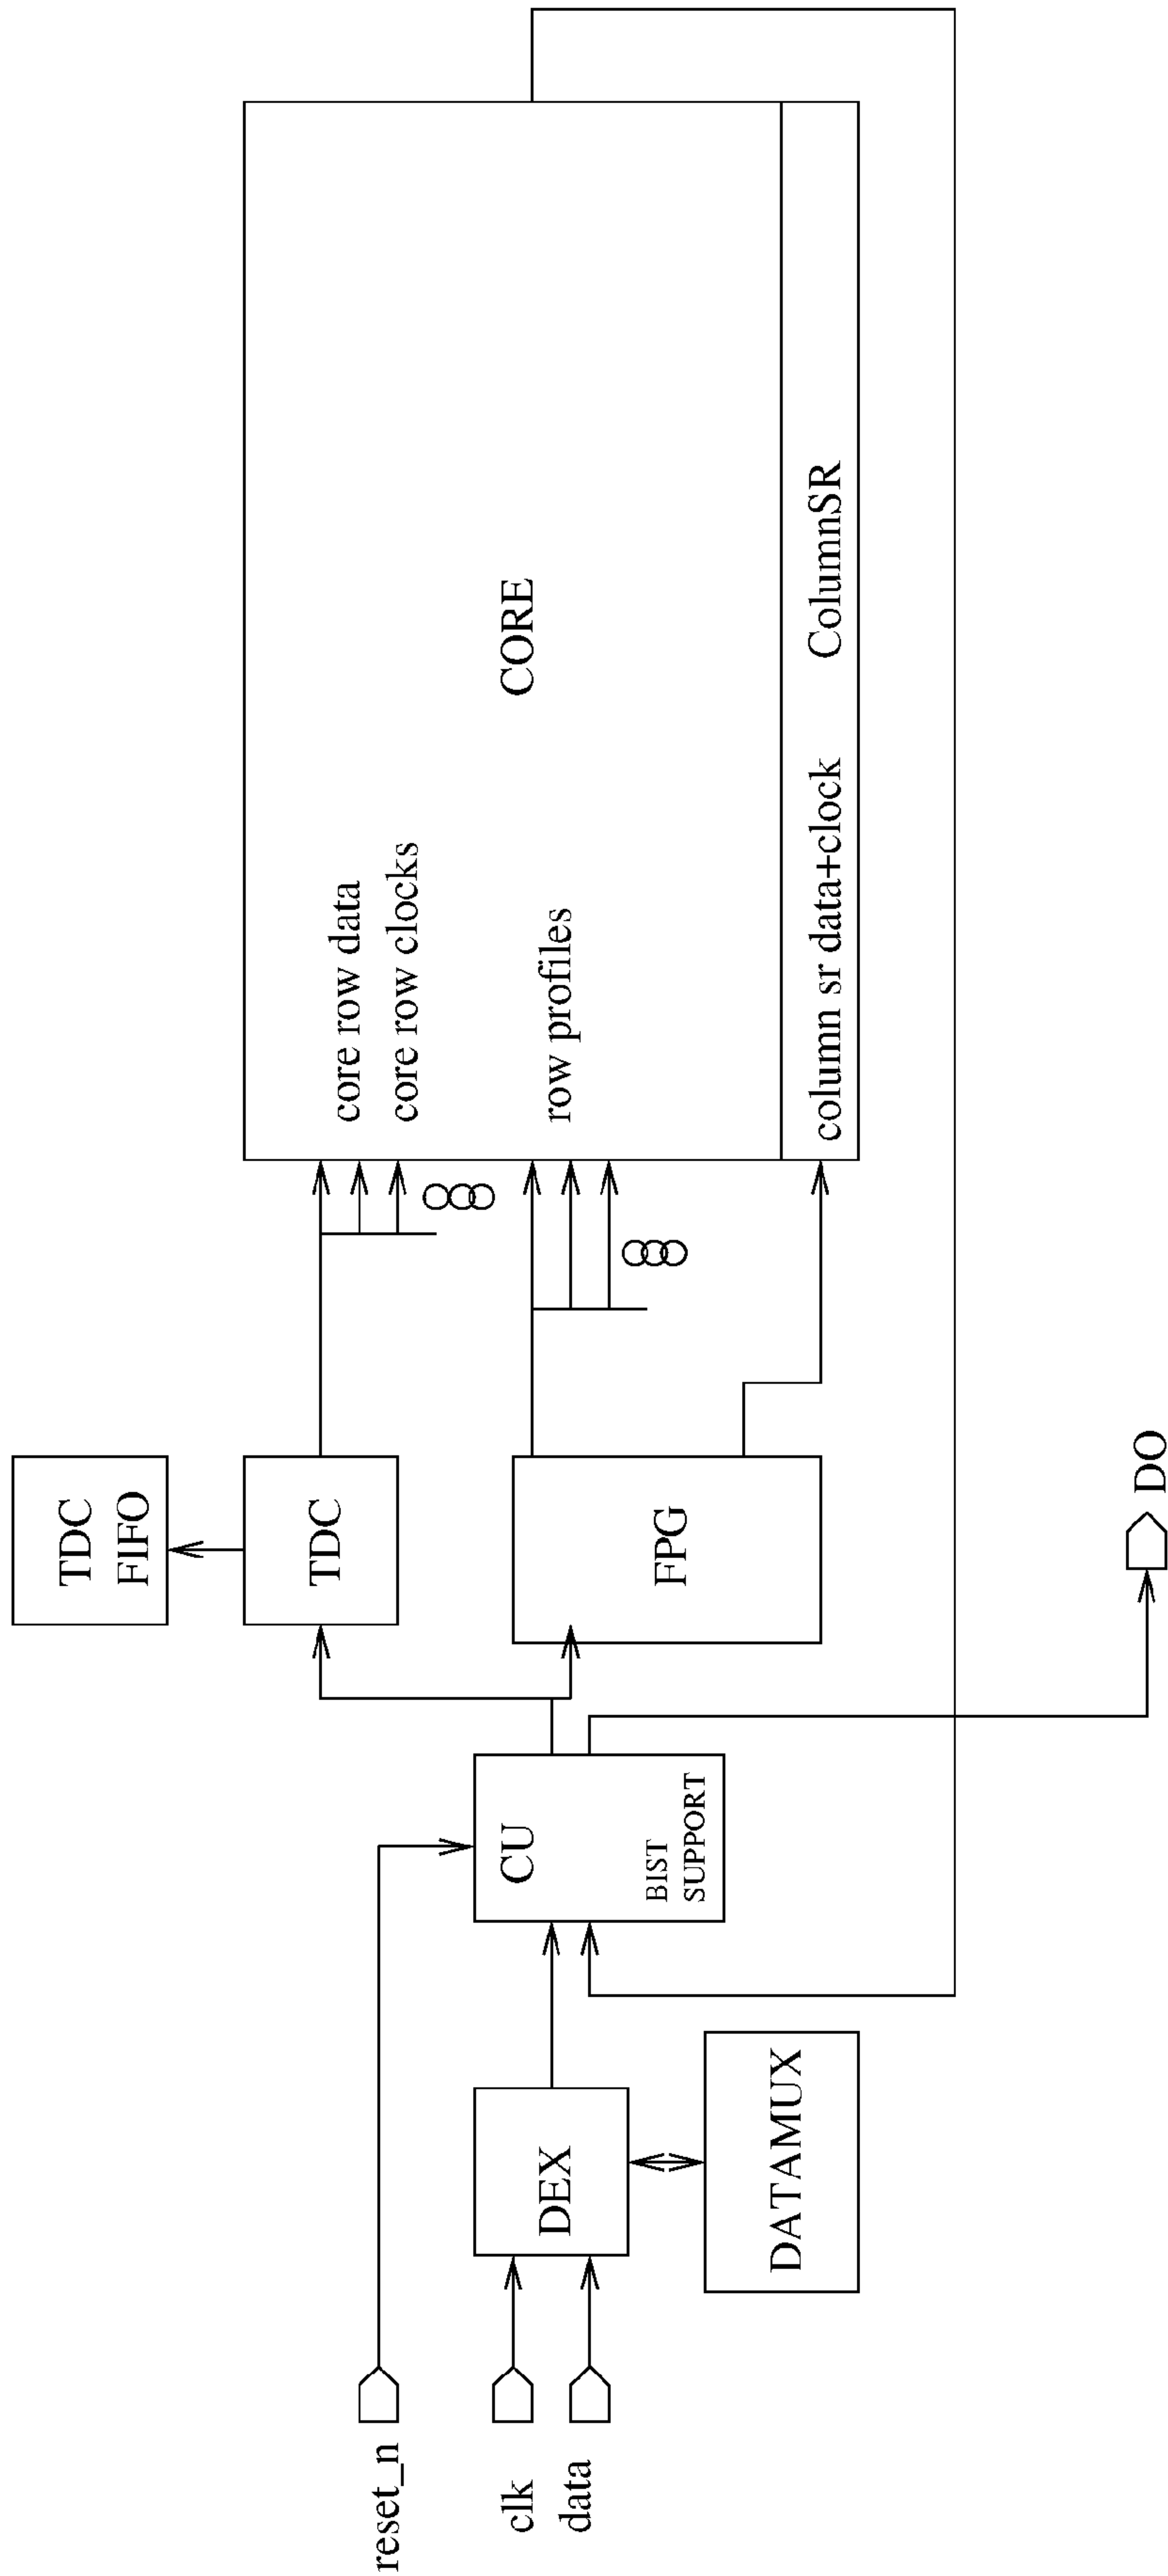 reset_n
clk
data
DEX
DATAMUX
CU
BIST
SUPPORT
TDC
FIFO
TDC
FPG
DO
core row data
core row clocks
row profiles
CORE
column sr data+clock
ColumnSR